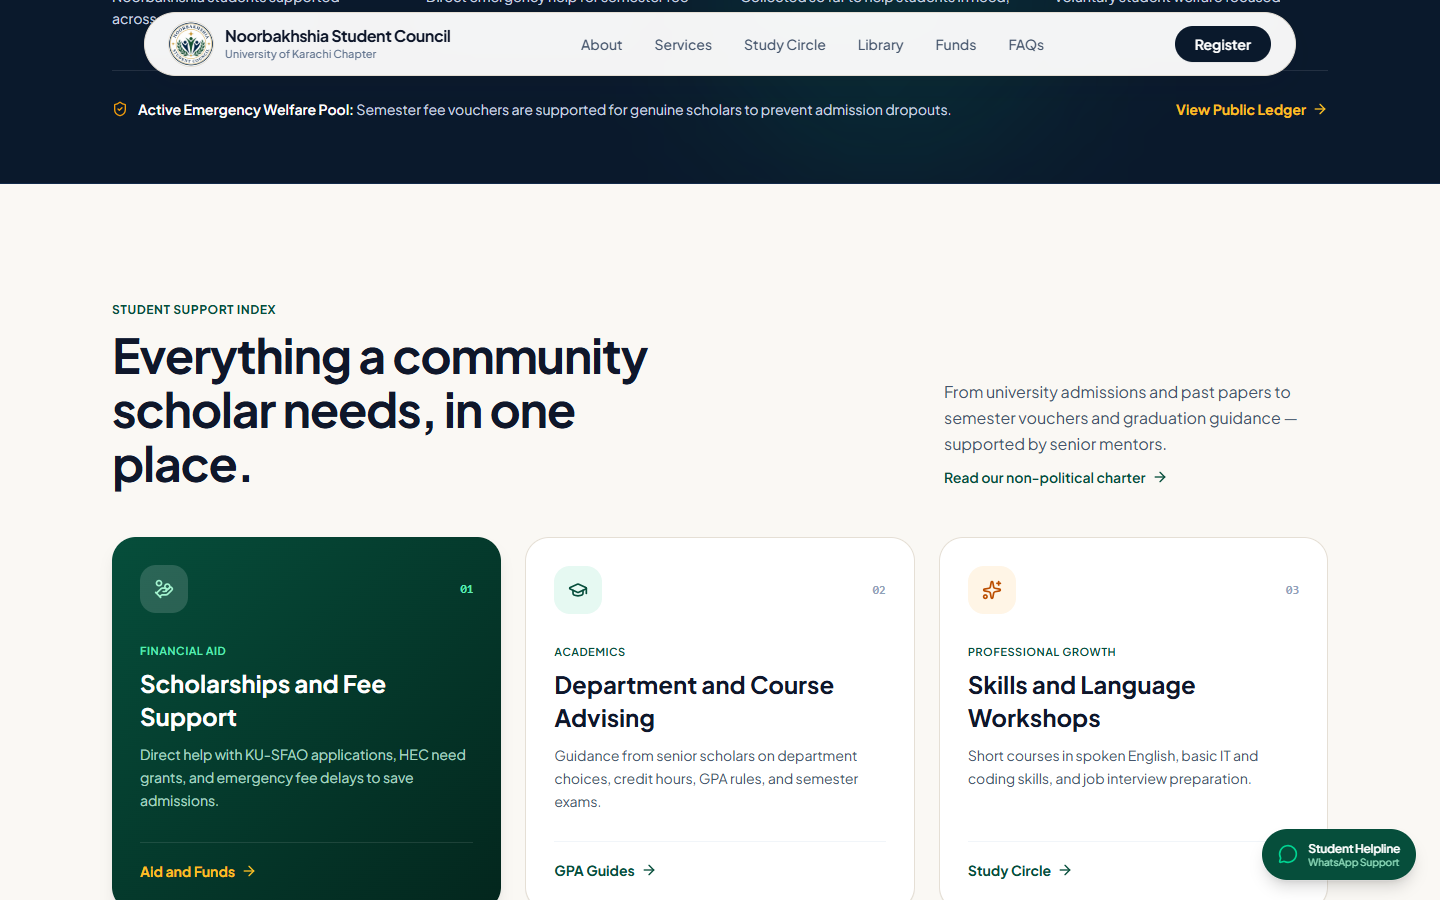 across
Noorbakhshia Student Council
University of Karachi Chapter
About
Services
Study Circle
Library
Funds
FAQs
Register
Active Emergency Welfare Pool: Semester fee vouchers are supported for genuine scholars to prevent admission dropouts.
View Public Ledger →
STUDENT SUPPORT INDEX
Everything a community
scholar needs, in one
place.
From university admissions and past papers to
semester vouchers and graduation guidance —
supported by senior mentors.
Read our non-political charter →
01
FINANCIAL AID
Scholarships and Fee
Support
Direct help with KU-SFAO applications, HEC need
grants, and emergency fee delays to save
admissions.
Aid and Funds →
02
ACADEMICS
Department and Course
Advising
Guidance from senior scholars on department
choices, credit hours, GPA rules, and semester
exams.
GPA Guides →
03
PROFESSIONAL GROWTH
Skills and Language
Workshops
Short courses in spoken English, basic IT and
coding skills, and job interview preparation.
Study Circle →
Student Helpline
WhatsApp Support